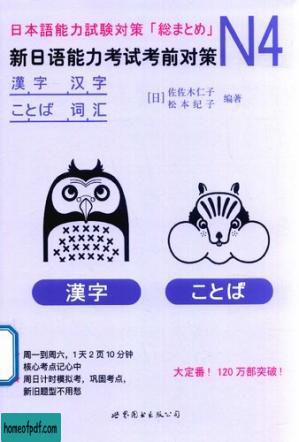 日本語能力試験対策「総まとめ」
新日语能力考试考前对策 N4
漢字 汉字
ことば 词汇
[日] 佐佐木仁子
松本纪子 编著
漢字
ことば
周一到周六，1天2页10分钟
核心考点记心中
周日计时模拟考，巩固考点，
新旧题型不用愁
大定番！120万部突破！
世界图书出版公司
homeofpdf.com